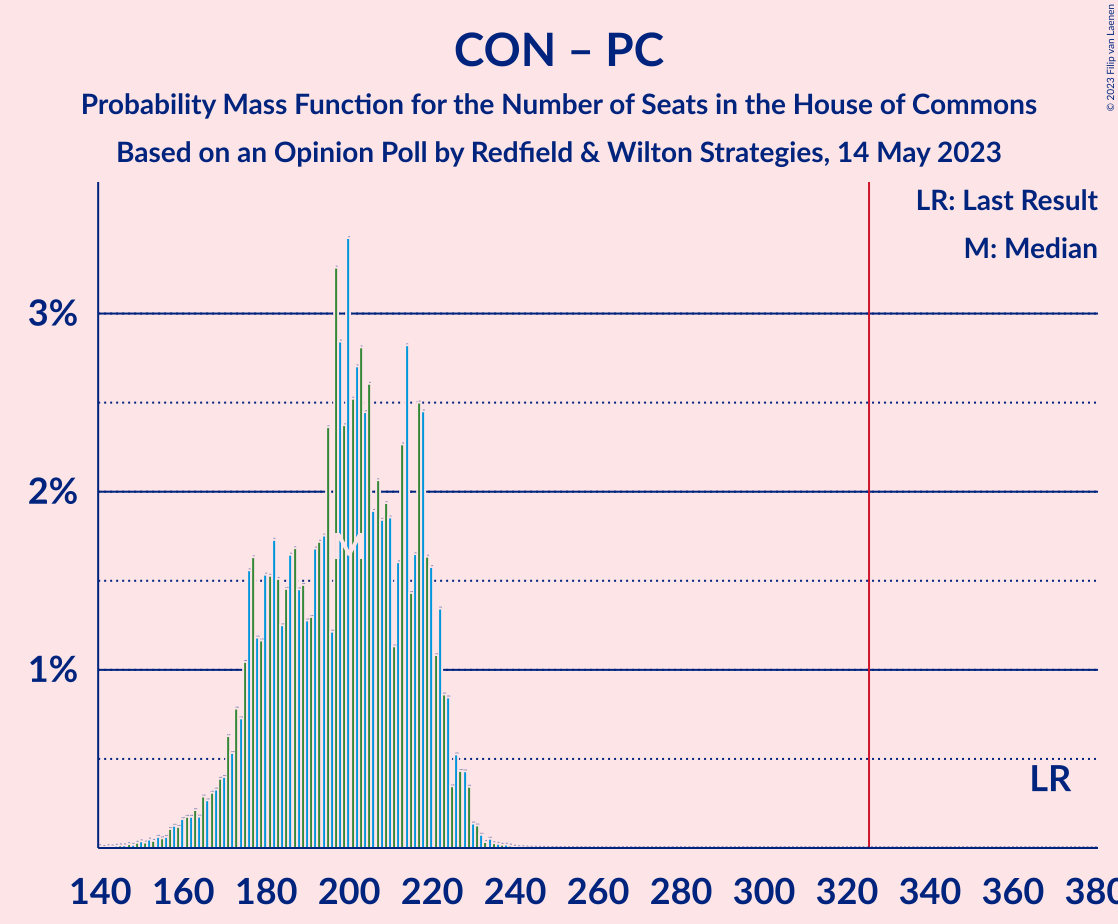 CON – PC
Probability Mass Function for the Number of Seats in the House of Commons
Based on an Opinion Poll by Redfield & Wilton Strategies, 14 May 2023
© 2023 Filip van Laenen
LR: Last Result
M: Median
3%
2%
1%
M
LR
140 160 180 200 220 240 260 280 300 320 340 360 380